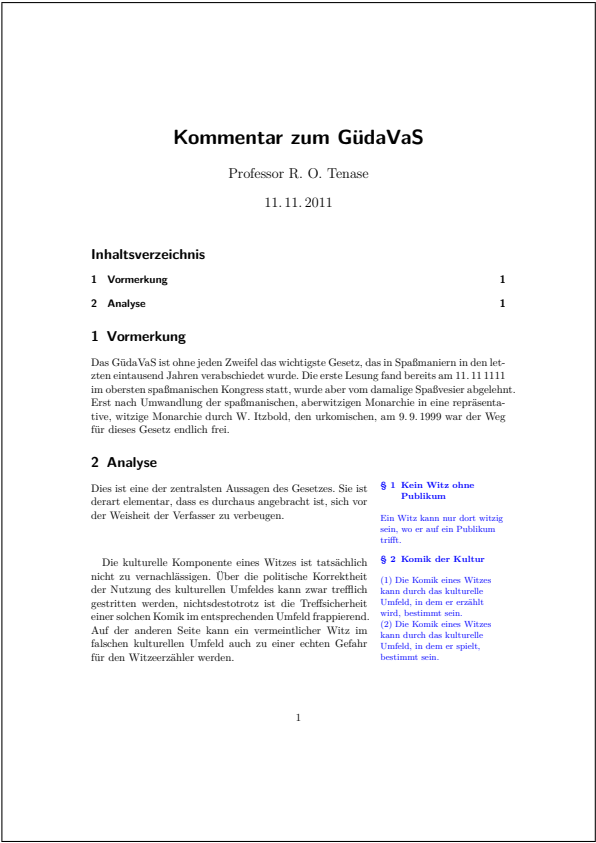 Kommentar zum GüdaVaS
Professor R. O. Tenase
11. 11. 2011
Inhaltsverzeichnis
1 Vormerkung 1
2 Analyse 1
1 Vormerkung
Das GüdaVaS ist ohne jeden Zweifel das wichtigste Gesetz, das in Spaßmaniern in den letz-
zten eintausend Jahren verabschiedet wurde. Die erste Lesung fand bereits am 11. 11 1111
im obersten spaßmanischen Kongress statt, wurde aber vom damalige Spaßvesier abgelehnt.
Erst nach Umwandlung der spaßmanischen, aberwitzigen Monarchie in eine repräsenta-
tive, witzige Monarchie durch W. Itzbold, den urkomischen, am 9. 9. 1999 war der Weg
für dieses Gesetz endlich frei.
2 Analyse
Dies ist eine der zentralsten Aussagen des Gesetzes. Sie ist
derart elementar, dass es durchaus angebracht ist, sich vor
der Weisheit der Verfasser zu verbeugen.
§ 1 Kein Witz ohne
Publikum
Ein Witz kann nur dort witzig
sein, wo er auf ein Publikum
trifft.
Die kulturelle Komponente eines Witzes ist tatsächlich
nicht zu vernachlässigen. Über die politische Korrektheit
der Nutzung des kulturellen Umfeldes kann zwar trefflich
gestritten werden, nichtsdestotrotz ist die Treffsicherheit
einer solchen Komik im entsprechenden Umfeld frappierend.
Auf der anderen Seite kann ein vermeintlicher Witz im
falschen kulturellen Umfeld auch zu einer echten Gefahr
für den Witzeerzähler werden.
§ 2 Komik der Kultur
(1) Die Komik eines Witzes
kann durch das kulturelle
Umfeld, in dem er erzählt
wird, bestimmt sein.
(2) Die Komik eines Witzes
kann durch das kulturelle
Umfeld, in dem er spielt,
bestimmt sein.
1